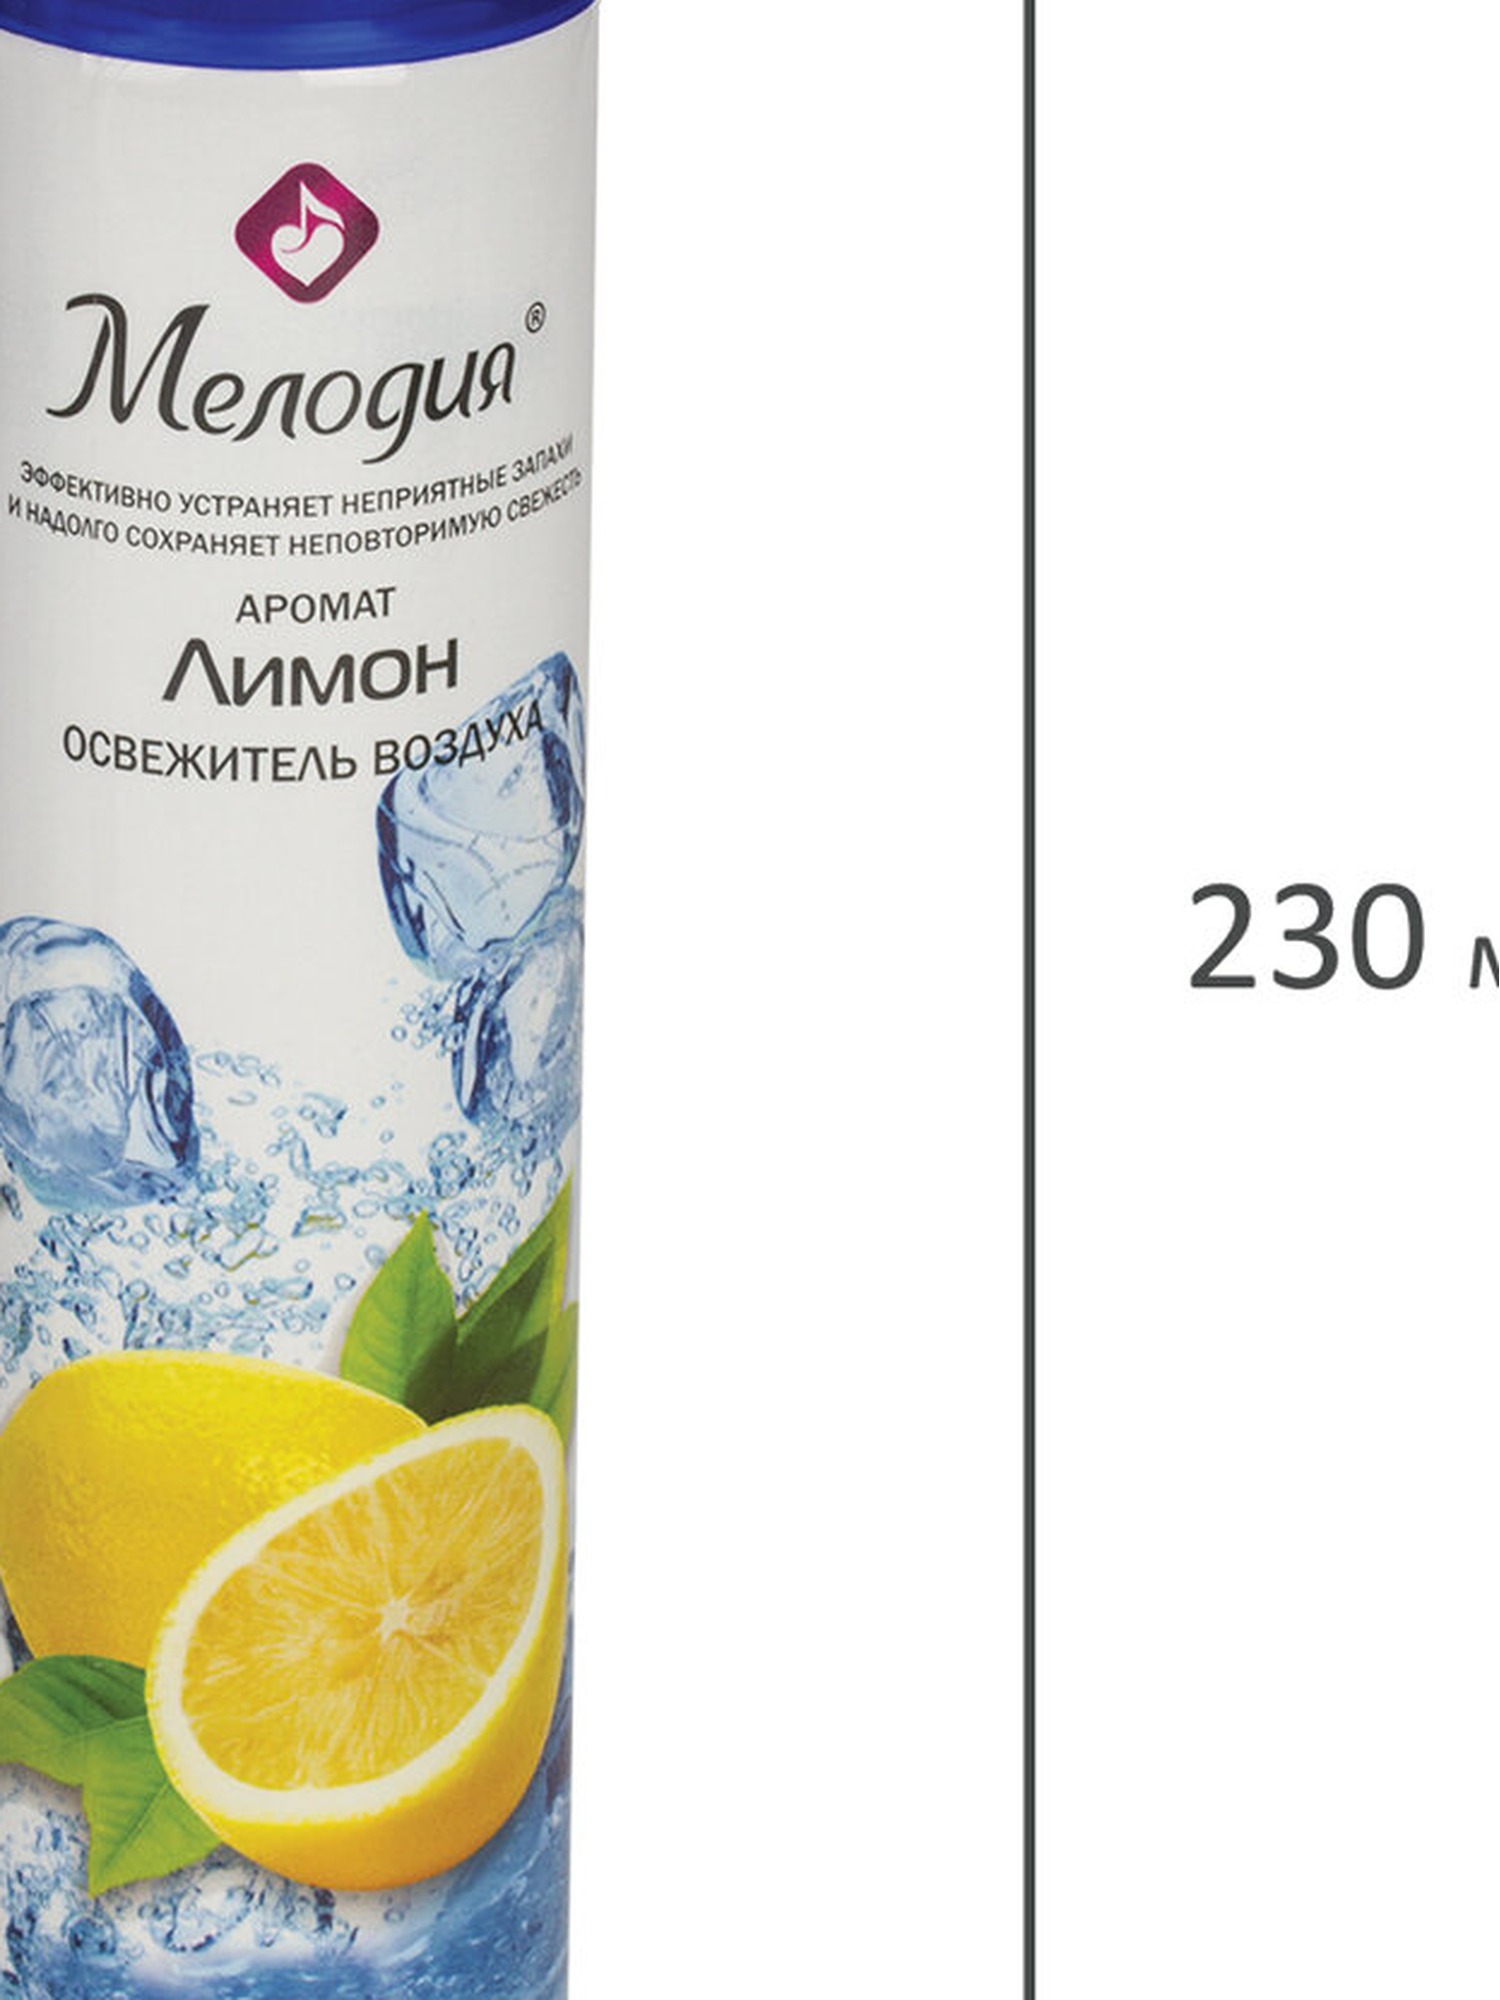 Мелодия®
ЭФФЕКТИВНО УСТРАНЯЕТ НЕПРИЯТНЫЕ ЗАПАХИ
И НАДОЛГО СОХРАНЯЕТ НЕПОВТОРИМУЮ СВЕЖЕСТЬ
АРОМАТ
Лимон
ОСВЕЖИТЕЛЬ ВОЗДУХА
230